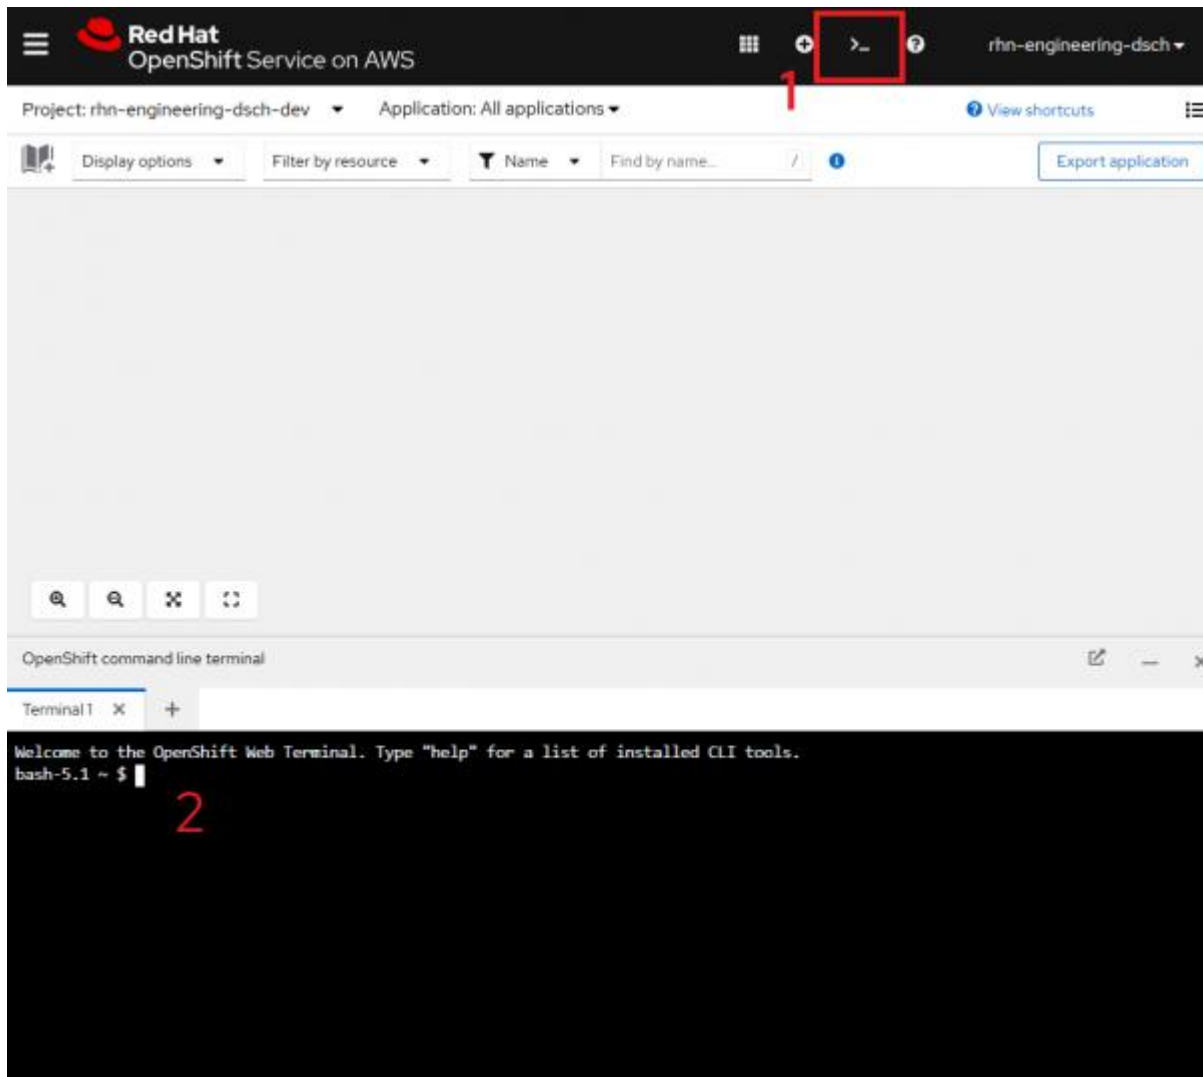 Red Hat
OpenShift Service on AWS
>_
rhn-engineering-dsch
1
Project: rhn-engineering-dsch-dev
Application: All applications
View shortcuts
Display options
Filter by resource
Name
Find by name...
/
Export application
OpenShift command line terminal
Terminal 1
Welcome to the OpenShift Web Terminal. Type "help" for a list of installed CLI tools.
bash-5.1 ~ $
2